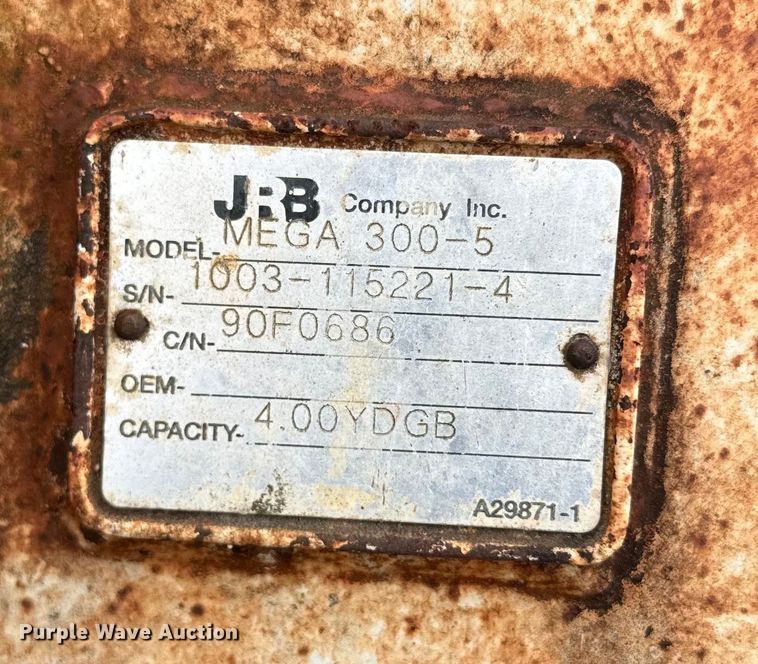 JRB Company Inc.
MODEL- MEGA 300-5
S/N- 1003-115221-4
C/N- 90F0686
OEM-
CAPACITY- 4.00YDGB
A29871-1
Purple Wave Auction